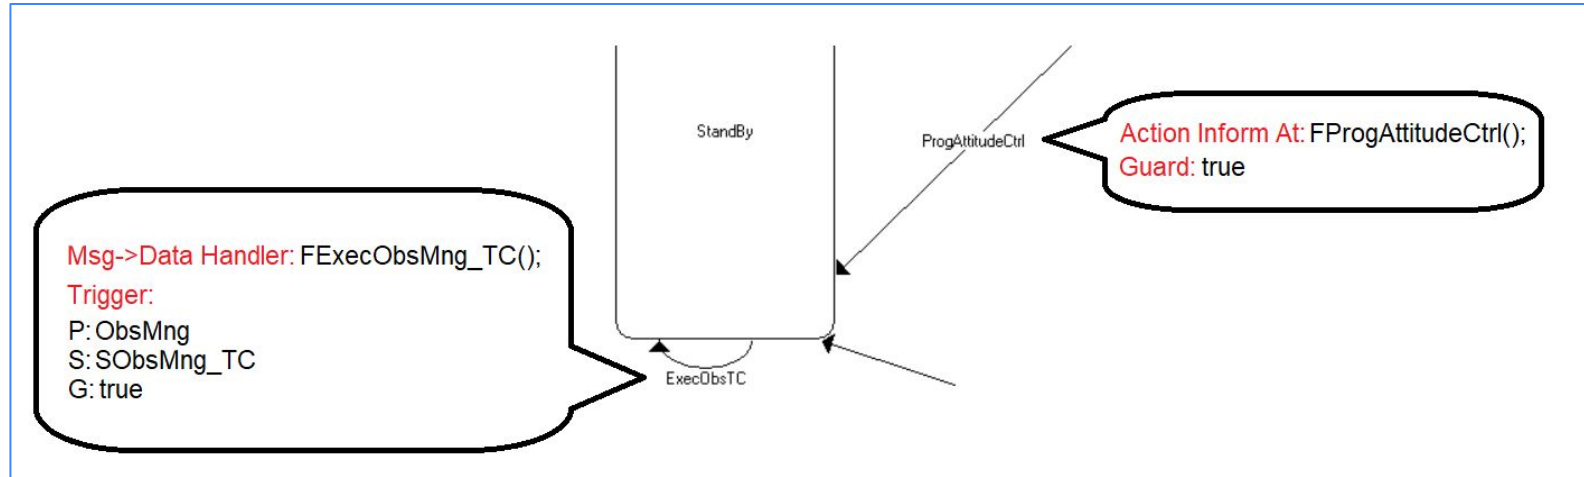 StandBy
ProgAttitudeCtrl
Action Inform At: FProgAttitudeCtrl();
Guard: true
Msg->Data Handler: FExecObsMng_TC();
Trigger:
P: ObsMng
S: SObsMng_TC
G: true
ExecObsTC